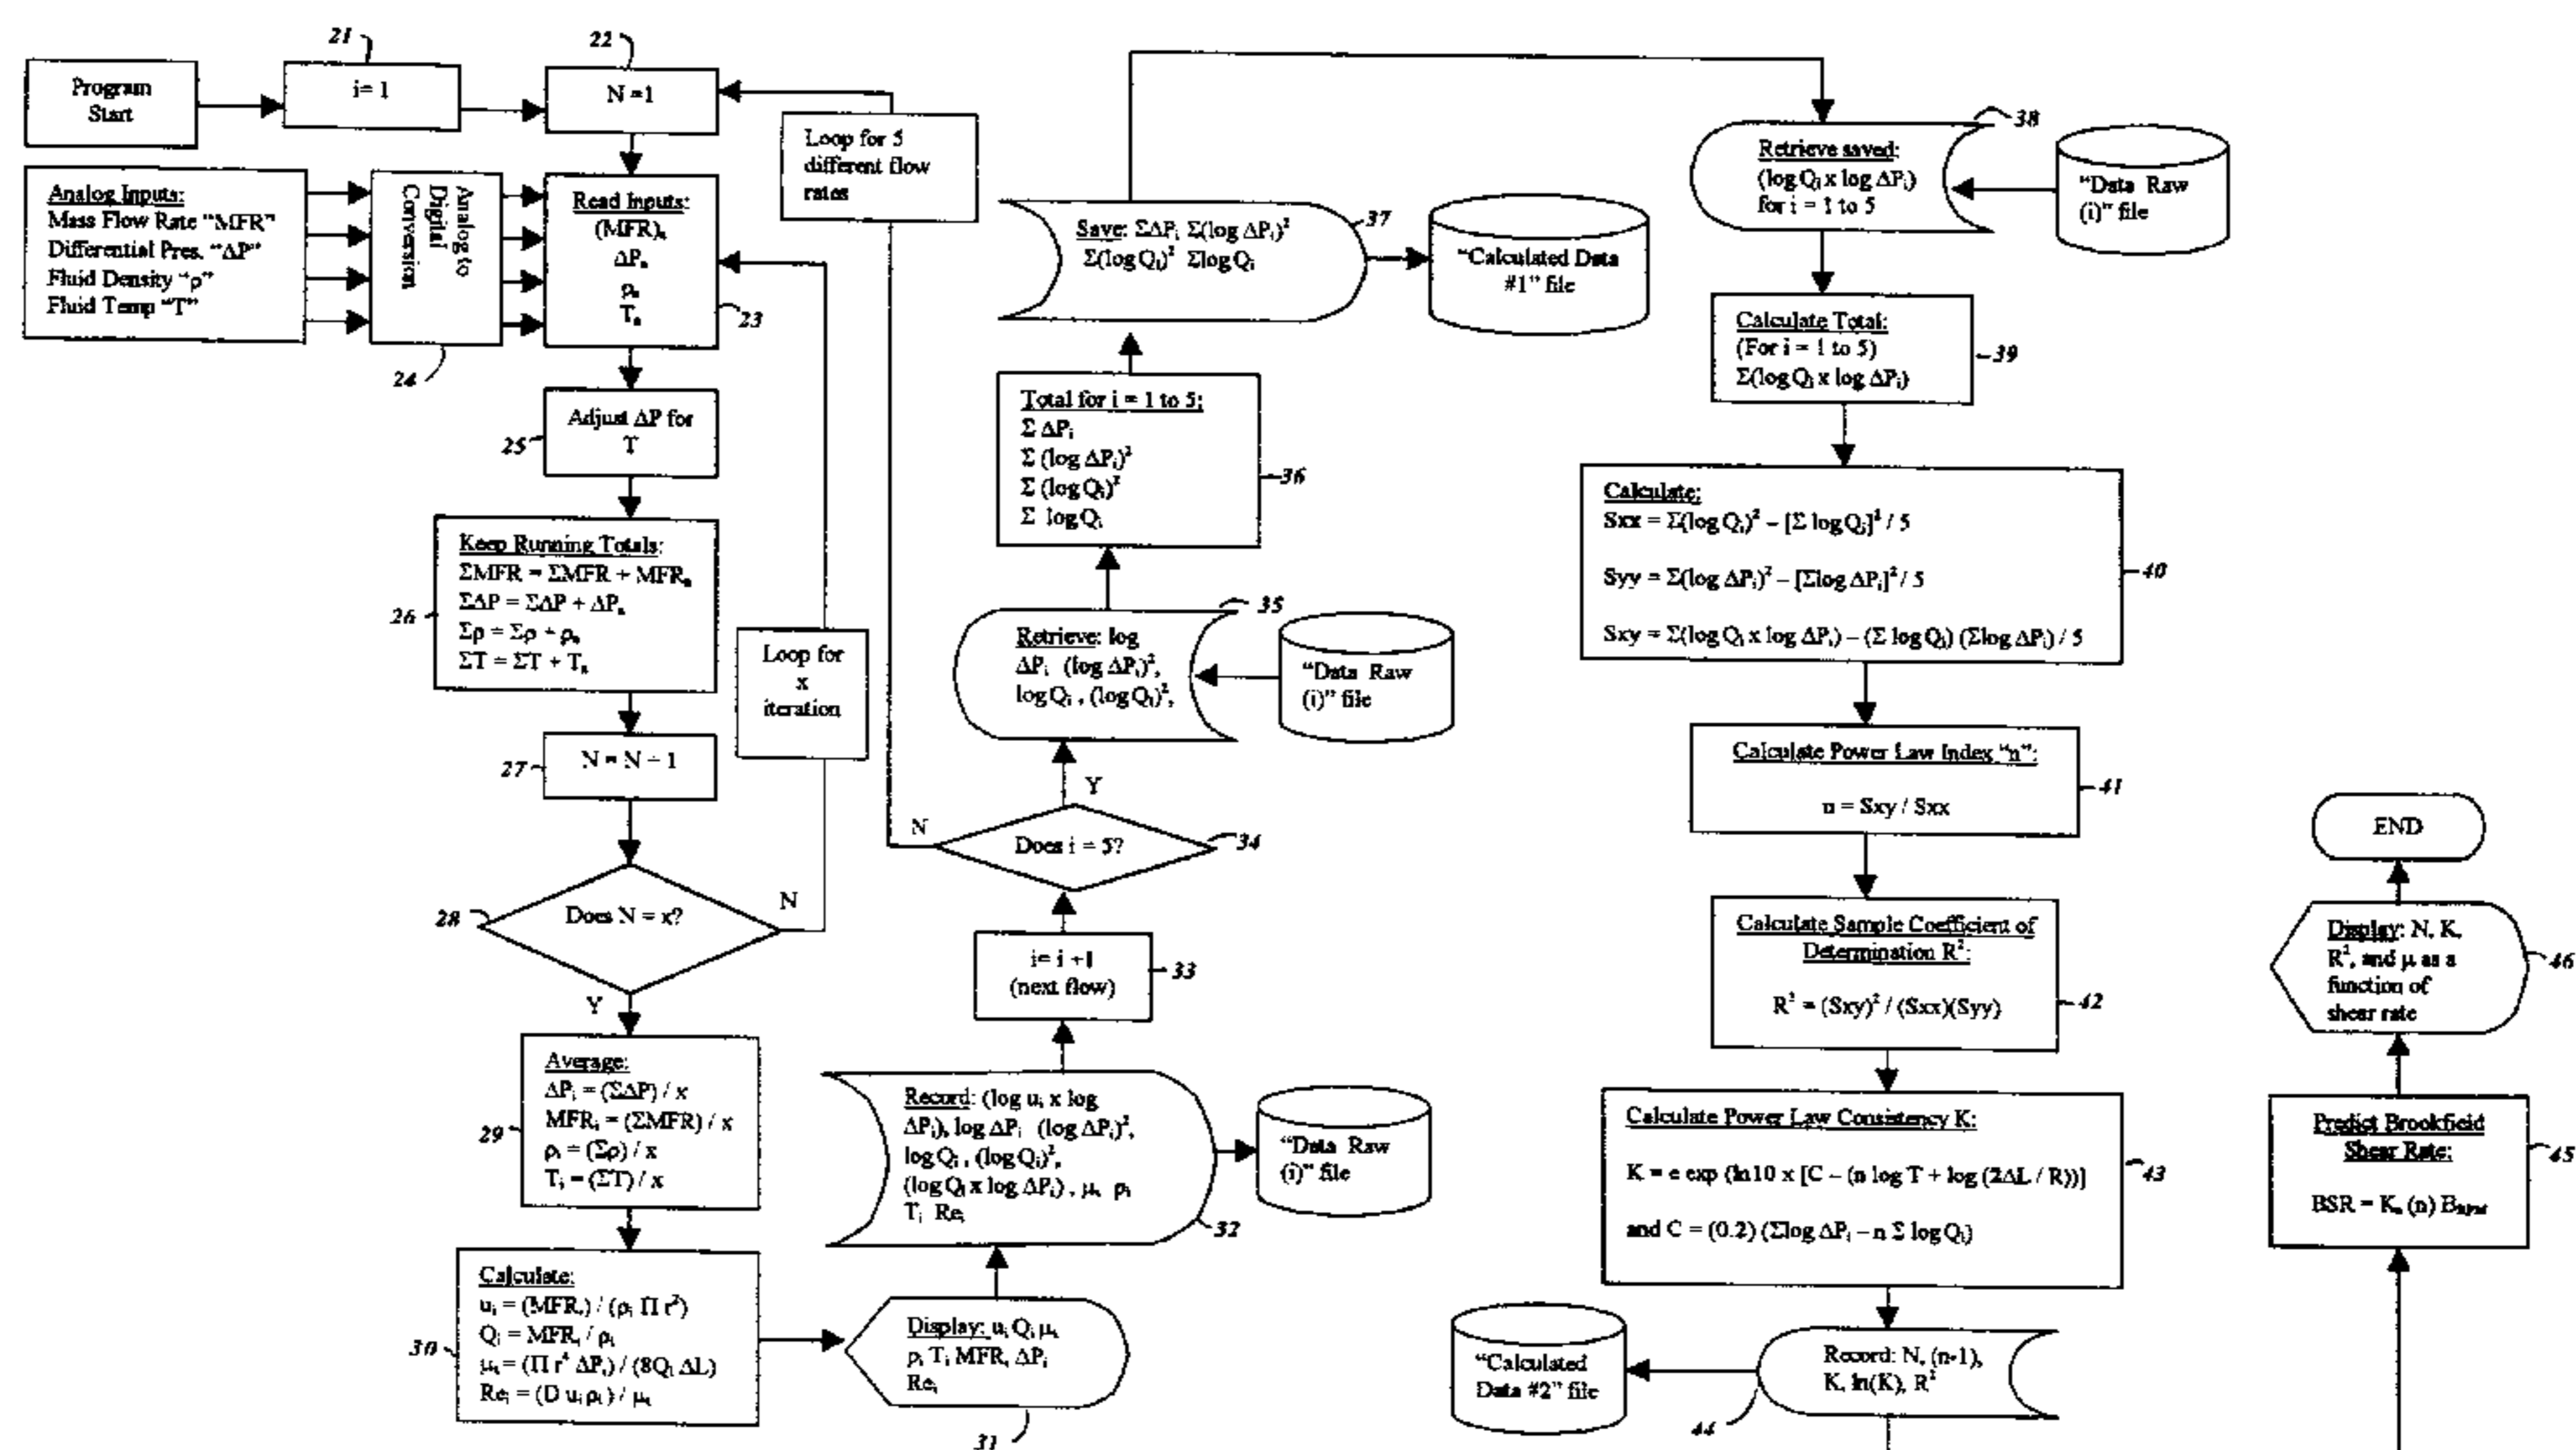 21
22
Program
Start
i= 1
N =1
Loop for 5
different flow
rates
Analog Inputs:
Mass Flow Rate "MFR"
Differential Pres. "ΔP"
Fluid Density "ρ"
Fluid Temp "T"
Analog to
Digital
Conversion
24
Read Inputs:
(MFR)ₙ
ΔPₙ
ρₙ
Tₙ
23
Adjust ΔP for
T
25
Keep Running Totals:
ΣMFR = ΣMFR + MFRₙ
ΣΔP = ΣΔP + ΔPₙ
Σρ = Σρ + ρₙ
ΣT = ΣT + Tₙ
26
Loop for
x
iteration
N = N + 1
27
Does N = x?
28
N
Y
Average:
ΔPᵢ = (ΣΔP) / x
MFRᵢ = (ΣMFR) / x
ρᵢ = (Σρ) / x
Tᵢ = (ΣT) / x
29
Calculate:
uᵢ = (MFRᵢ) / (ρᵢ Π r²)
Qᵢ = MFRᵢ / ρᵢ
μᵢ = (Π r⁴ ΔPᵢ) / (8Qᵢ ΔL)
Reᵢ = (D uᵢ ρᵢ) / μᵢ
30
Display: uᵢ Qᵢ μᵢ
ρᵢ Tᵢ MFRᵢ ΔPᵢ
Reᵢ
31
Record: (log uᵢ x log
ΔPᵢ), log ΔPᵢ (log ΔPᵢ)²,
log Qᵢ , (log Qᵢ)²,
(log Qᵢ x log ΔPᵢ) , μᵢ ρᵢ
Tᵢ Reᵢ
32
"Data Raw
(i)" file
i= i +1
(next flow)
33
Does i = 5?
34
N
Y
Retrieve: log
ΔPᵢ (log ΔPᵢ)²,
log Qᵢ , (log Qᵢ)²,
35
"Data Raw
(i)" file
Total for i = 1 to 5:
Σ ΔPᵢ
Σ (log ΔPᵢ)²
Σ (log Qᵢ)²
Σ log Qᵢ
36
Save: ΣΔPᵢ Σ(log ΔPᵢ)²
Σ(log Qᵢ)² Σlog Qᵢ
37
"Calculated Data
#1" file
Retrieve saved:
(log Qᵢ x log ΔPᵢ)
for i = 1 to 5
38
"Data Raw
(i)" file
Calculate Total:
(For i = 1 to 5)
Σ(log Qᵢ x log ΔPᵢ)
39
Calculate:
Sxx = Σ(log Qᵢ)² – [Σ log Qᵢ]² / 5
Syy = Σ(log ΔPᵢ)² – [Σlog ΔPᵢ]² / 5
Sxy = Σ(log Qᵢ x log ΔPᵢ) – (Σ log Qᵢ) (Σlog ΔPᵢ) / 5
40
Calculate Power Law Index "n":
n = Sxy / Sxx
41
Calculate Sample Coefficient of
Determination R²:
R² = (Sxy)² / (Sxx)(Syy)
42
Calculate Power Law Consistency K:
K = e exp (ln10 x [C – (n log T + log (2ΔL / R))]
and C = (0.2) (Σlog ΔPᵢ – n Σ log Qᵢ)
43
Record: N, (n-1),
K, ln(K), R²
44
"Calculated
Data #2" file
END
Display: N, K,
R², and μ as a
function of
shear rate
46
Predict Brookfield
Shear Rate:
BSR = Kₙ (n) B
45